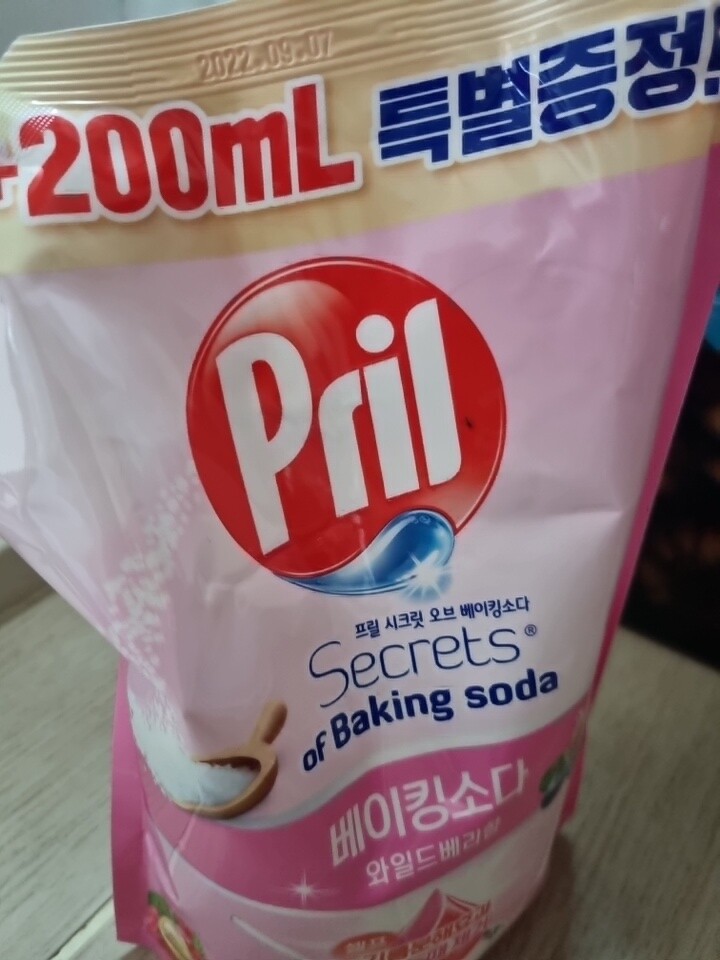 2022.09.07
+200mL 특별증정!
Pril
프릴 시크릿 오브 베이킹소다
Secrets®
of Baking soda
베이킹소다
와일드베리향